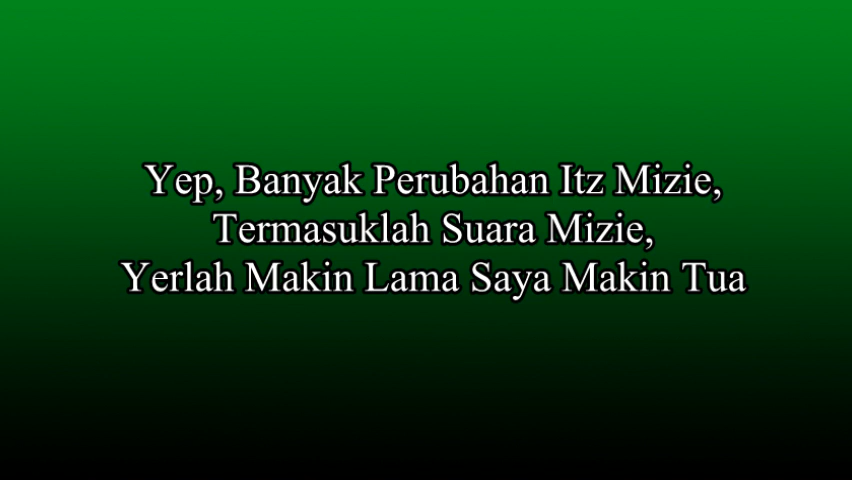 Yep, Banyak Perubahan Itz Mizie,
Termasuklah Suara Mizie,
Yerlah Makin Lama Saya Makin Tua